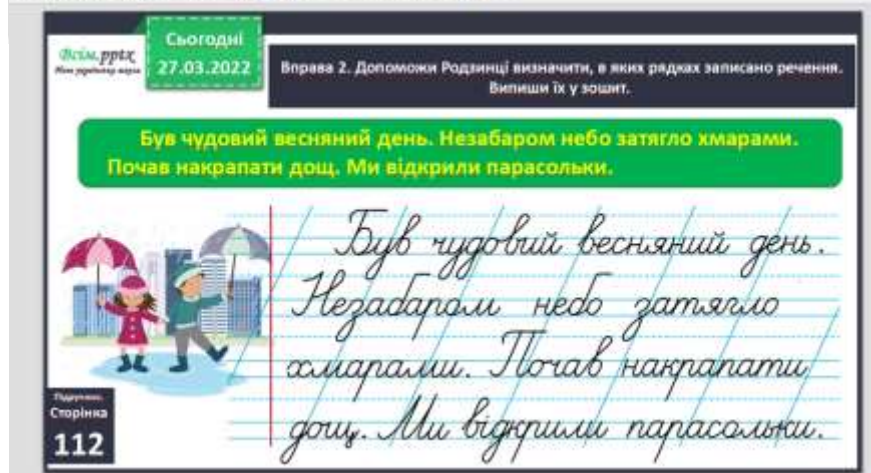 Всім.pptx
Сьогодні
27.03.2022
Вправа 2. Допоможи Родзинці визначити, в яких рядках записано речення.
Випиши їх у зошит.
Був чудовий весняний день. Незабаром небо затягло хмарами.
Почав накрапати дощ. Ми відкрили парасольки.
Був чудовий весняний день.
Незабаром небо затягло
хмарами. Почав накрапати
дощ. Ми відкрили парасольки.
Підручник.
Сторінка
112